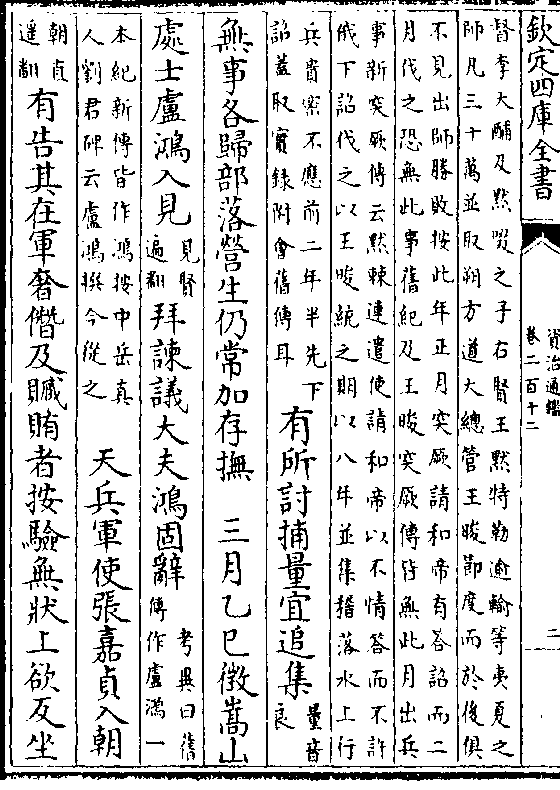 欽定四庫全書
資治通鑑
卷二百十二
二
督李大酺及黙啜之子右賢王黙特勒逾輸等夷夏之
師凡三十萬並取朔方道大總管王晙節度而於後俱
不見出師勝敗按此年正月突厥請和帝有答詔而二
月伐之恐無此事舊紀及王晙突厥傳皆無此月出兵
事新突厥傳云黙棘連遣使請和帝以不情答而不許
俄下詔伐之以王晙統之期以八年並集稽落水上行
兵貴密不應前二年半先下
詔蓋取實錄附會舊傳耳
有所討捕量宜追集
量音
良
無事各歸部落營生仍常加存撫　三月乙巳徵嵩山
處士盧鴻入見
見賢
遍翻
拜諫議大夫鴻固辭
考異曰舊
傳作盧鴻一
本紀新傳皆作鴻按中岳真
人劉君碑云盧鴻撰今從之
天兵軍使張嘉貞入朝
朝直
遥翻
有告其在軍奢僭及贓賄者按驗無狀上欲反坐